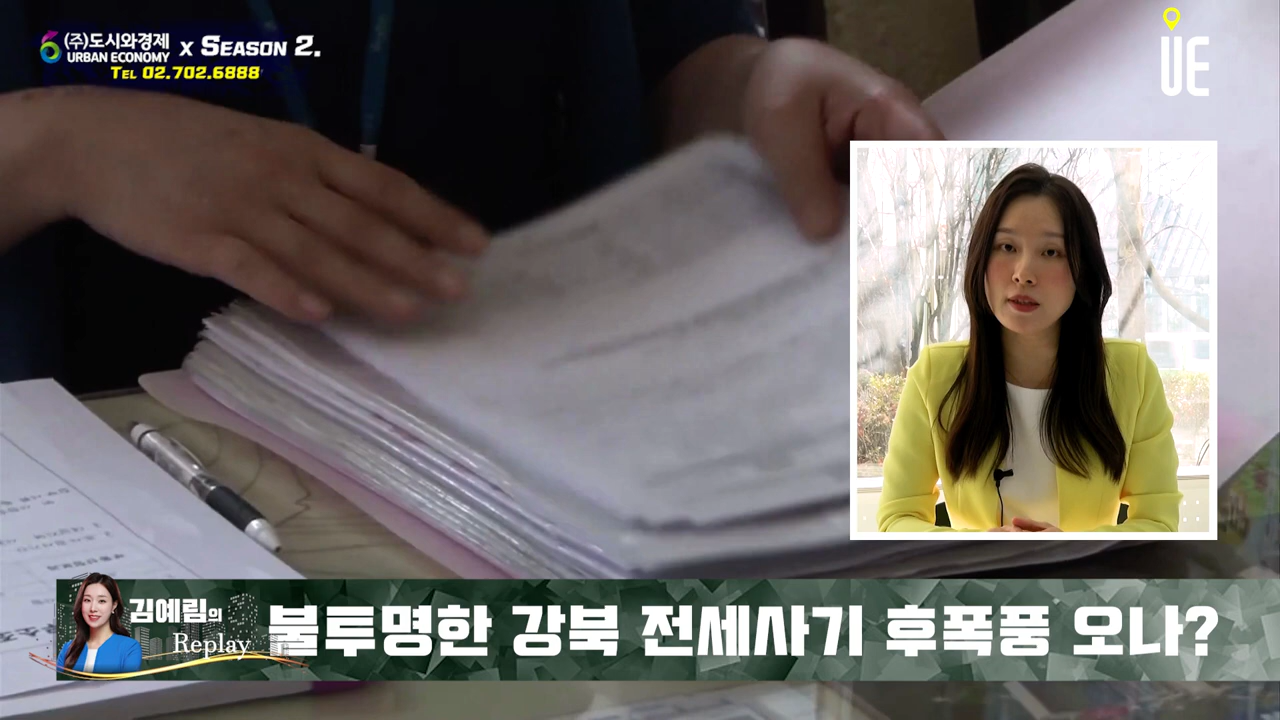 (주)도시와경제
URBAN ECONOMY X SEASON 2.
TEL 02.702.6888
UE
김예림의
Replay
불투명한 강북 전세사기 후폭풍 오나?